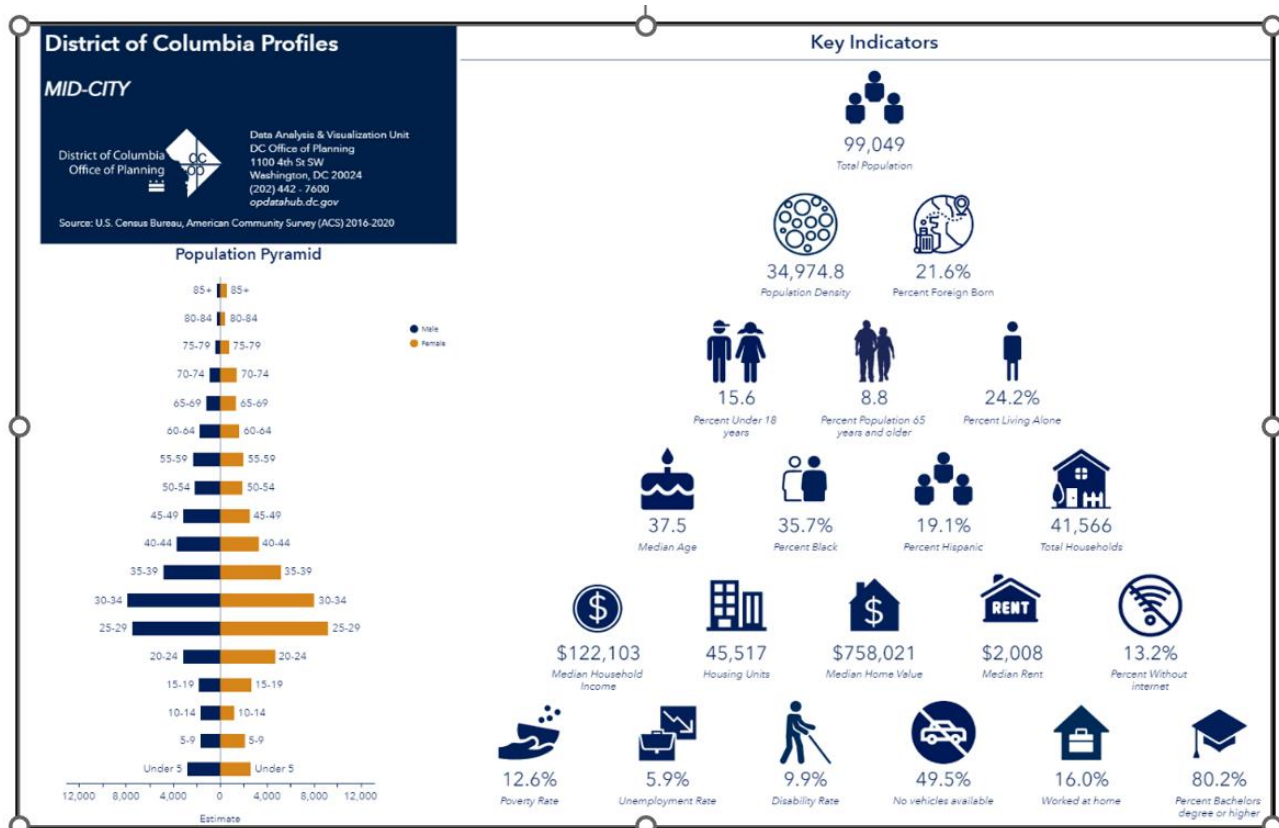 District of Columbia Profiles
MID-CITY
District of Columbia
Office of Planning
dc
op
Data Analysis & Visualization Unit
DC Office of Planning
1100 4th St SW
Washington, DC 20024
(202) 442 - 7600
opdatahub.dc.gov
Source: U.S. Census Bureau, American Community Survey (ACS) 2016-2020
Population Pyramid
85+ 85+
80-84 80-84
75-79 75-79
70-74 70-74
65-69 65-69
60-64 60-64
55-59 55-59
50-54 50-54
45-49 45-49
40-44 40-44
35-39 35-39
30-34 30-34
25-29 25-29
20-24 20-24
15-19 15-19
10-14 10-14
5-9 5-9
Under 5 Under 5
12,000 8,000 4,000 0 4,000 8,000 12,000
Estimate
Male
Female
Key Indicators
99,049
Total Population
34,974.8
Population Density
21.6%
Percent Foreign Born
15.6
Percent Under 18
years
8.8
Percent Population 65
years and older
24.2%
Percent Living Alone
37.5
Median Age
35.7%
Percent Black
19.1%
Percent Hispanic
41,566
Total Households
$
$122,103
Median Household
Income
45,517
Housing Units
$
$758,021
Median Home Value
RENT
$2,008
Median Rent
13.2%
Percent Without
internet
12.6%
Poverty Rate
5.9%
Unemployment Rate
9.9%
Disability Rate
49.5%
No vehicles available
16.0%
Worked at home
80.2%
Percent Bachelors
degree or higher